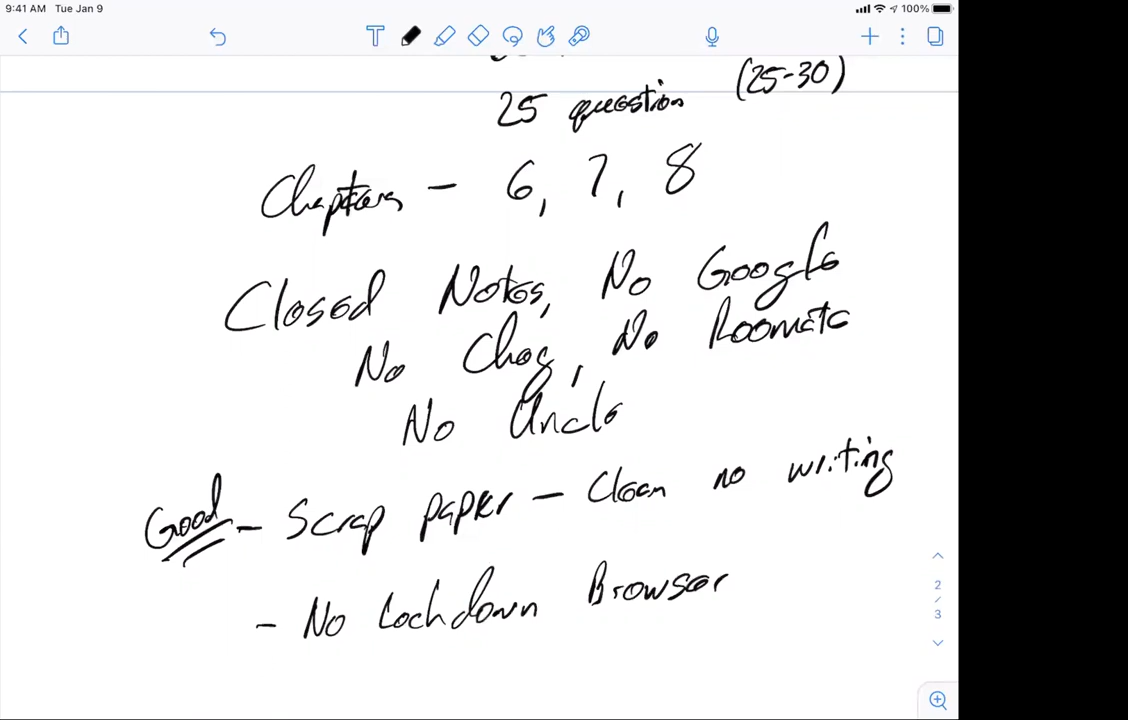 9:41 AM Tue Jan 9
100%
(25-30)
25 question
Chapters - 6, 7, 8
Closed Notes, No Google
No Cheg, No Roomate
No Uncle
Good - Scrap paper - Clean no writing
- No Lockdown Browser
2
/
3